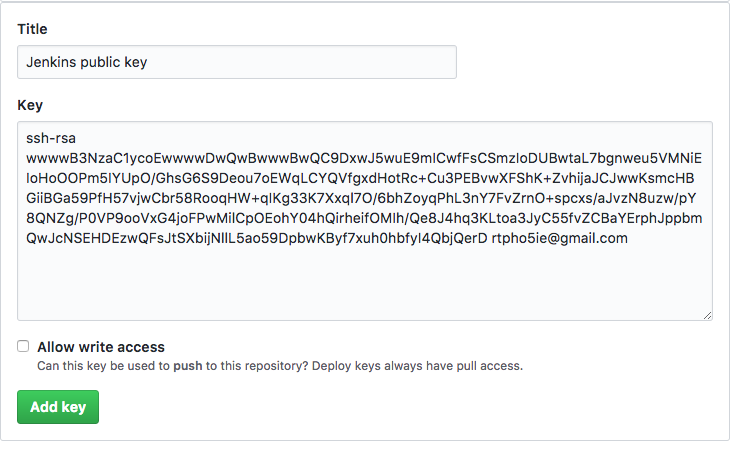 Title
Jenkins public key
Key
ssh-rsa
wwwwB3NzaC1ycoEwwwwDwQwBwwwBwQC9DxwJ5wuE9mICwfFsCSmzIoDUBwtaL7bgnweu5VMNiE
IoHoOOPm5IYUpO/GhsG6S9Deou7oEWqLCYQVfgxdHotRc+Cu3PEBvwXFShK+ZvhijaJCJwwKsmcHB
GiiBGa59PfH57vjwCbr58RooqHW+qIKg33K7XxqI7O/6bhZoyqPhL3nY7FvZrnO+spcxs/aJvzN8uzw/pY
8QNZg/P0VP9ooVxG4joFPwMilCpOEohY04hQirheifOMIh/Qe8J4hq3KLtoa3JyC55fvZCBaYErphJppbm
QwJcNSEHDEzwQFsJtSXbijNIlL5ao59DpbwKByf7xuh0hbfyI4QbjQerD rtpho5ie@gmail.com
Allow write access
Can this key be used to push to this repository? Deploy keys always have pull access.
Add key